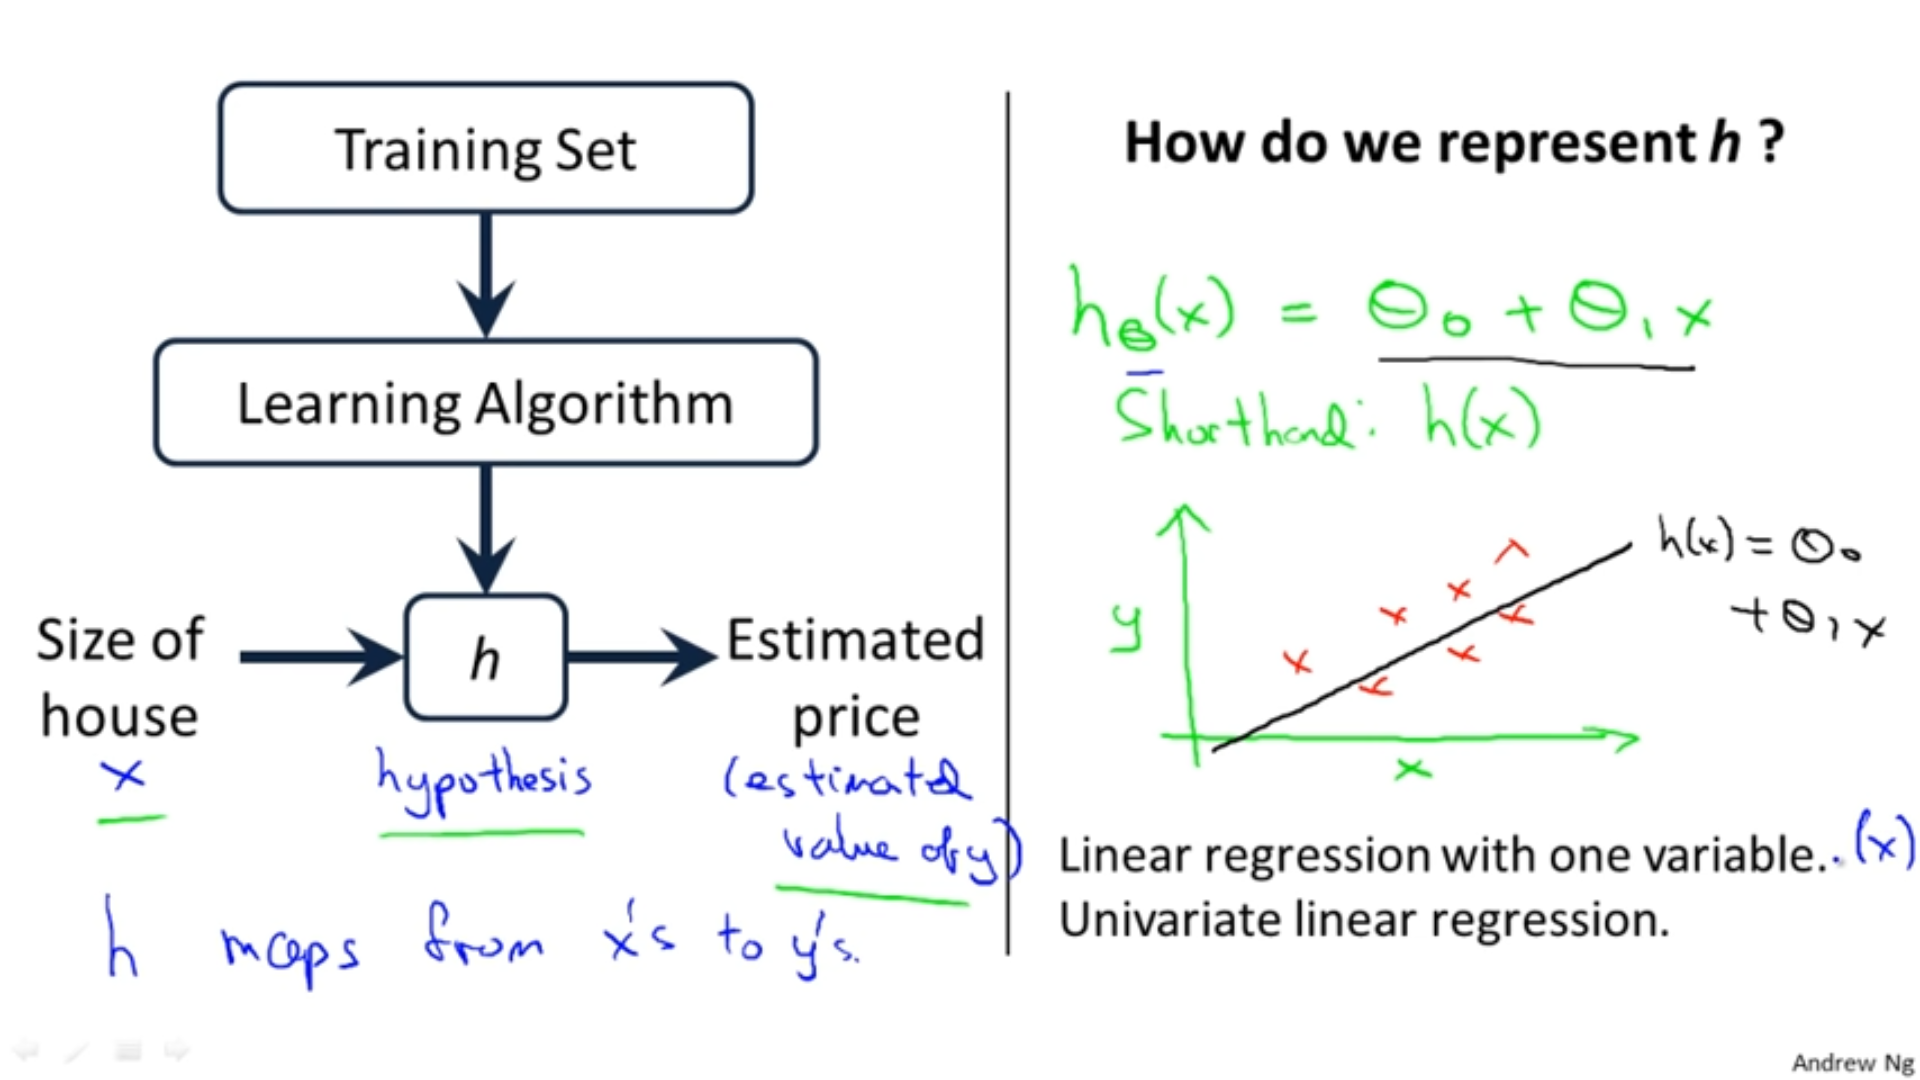 Training Set
Learning Algorithm
Size of
house
h
Estimated
price
x
hypothesis
(estimated
value of y)
h maps from x's to y's.
How do we represent h ?
hθ(x) = θ₀ + θ₁x
Shorthand: h(x)
y
x
h(x) = θ₀
+ θ₁x
Linear regression with one variable. (x)
Univariate linear regression.
Andrew Ng